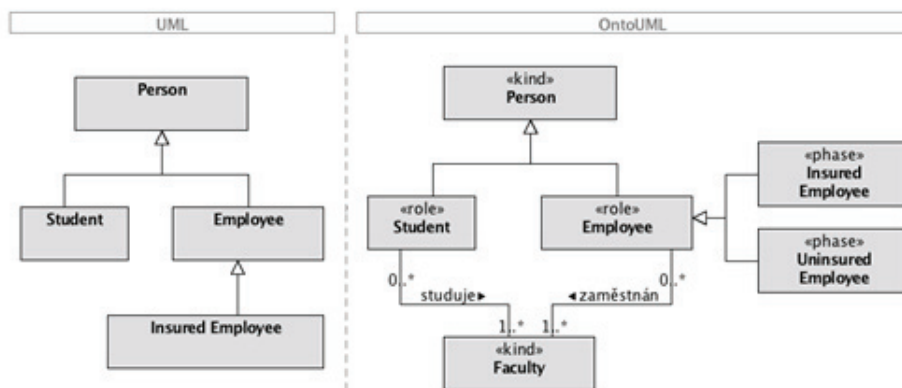 UML
Person
Student
Employee
Insured Employee
OntoUML
«kind»
Person
«role»
Student
«role»
Employee
«phase»
Insured
Employee
«phase»
Uninsured
Employee
0..*
0..*
studuje▶
◀zaměstnán
1..*
1..*
«kind»
Faculty